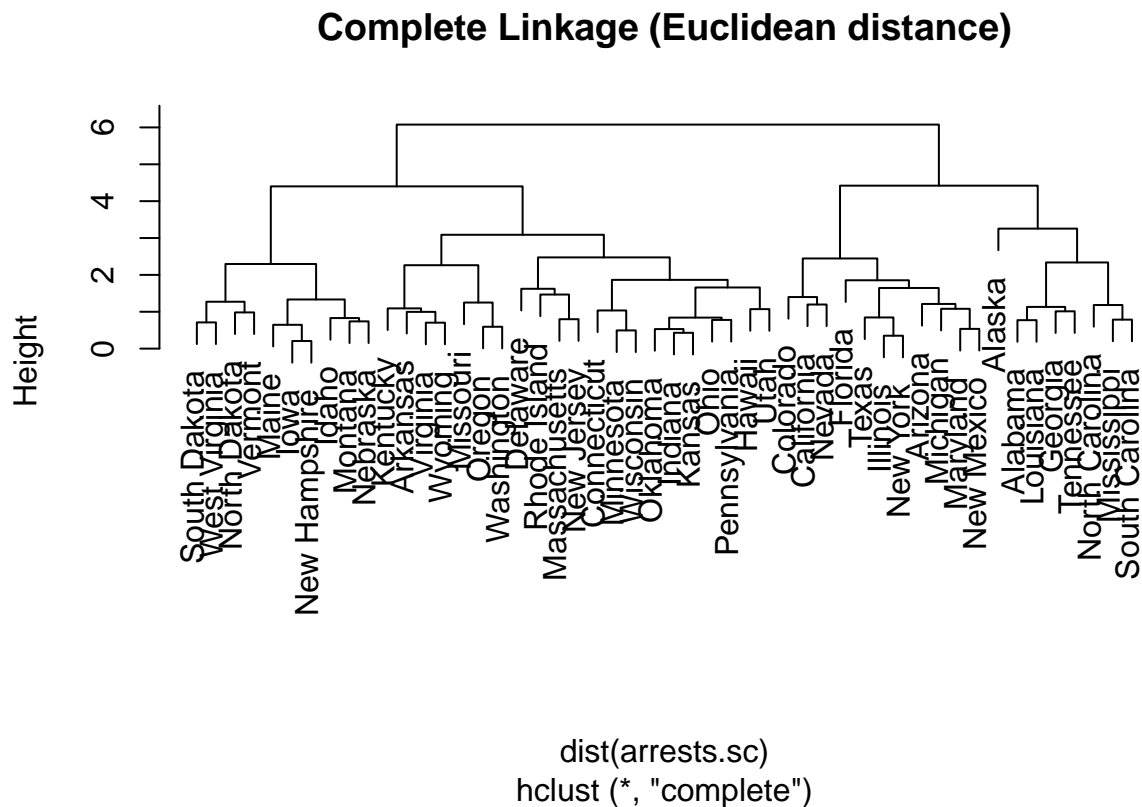 Complete Linkage (Euclidean distance)
Height
0
2
4
6
South Dakota
West Virginia
North Dakota
Vermont
Maine
Iowa
New Hampshire
Idaho
Montana
Nebraska
Kentucky
Arkansas
Virginia
Wyoming
Missouri
Oregon
Washington
Delaware
Rhode Island
Massachusetts
New Jersey
Connecticut
Minnesota
Wisconsin
Oklahoma
Indiana
Kansas
Ohio
Pennsylvania
Hawaii
Utah
Colorado
California
Nevada
Florida
Texas
Illinois
New York
Arizona
Michigan
Maryland
New Mexico
Alaska
Alabama
Louisiana
Georgia
Tennessee
North Carolina
Mississippi
South Carolina
dist(arrests.sc)
hclust (*, "complete")